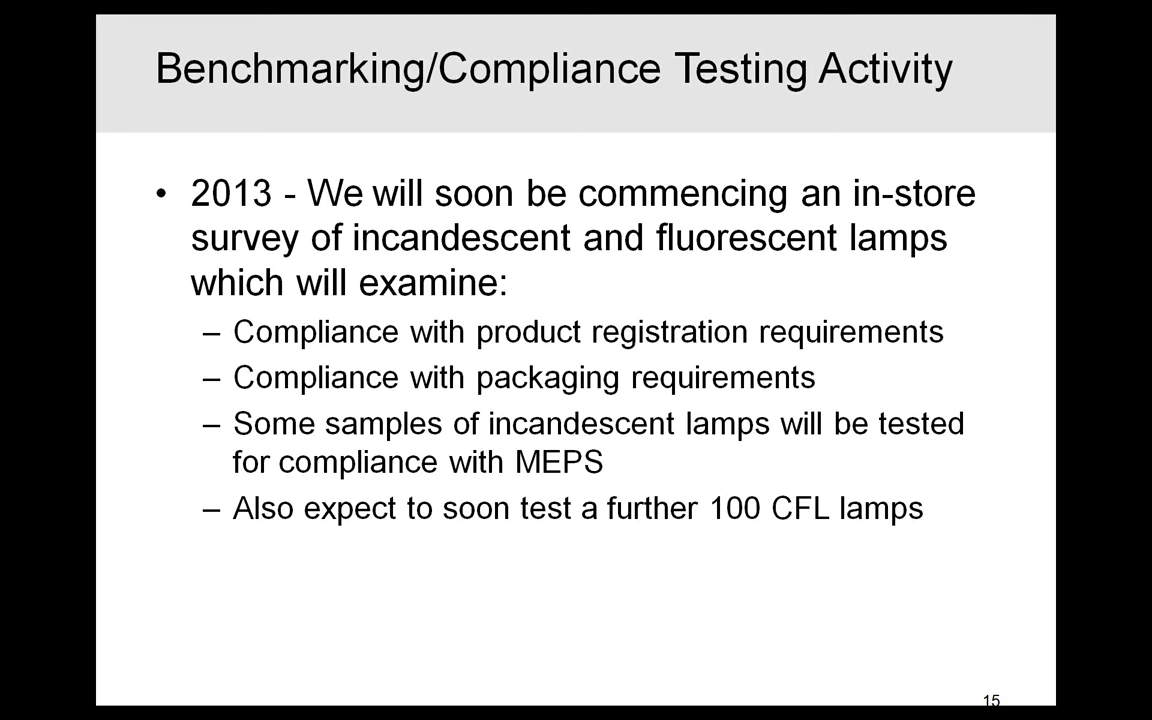 Benchmarking/Compliance Testing Activity
• 2013 - We will soon be commencing an in-store
survey of incandescent and fluorescent lamps
which will examine:
– Compliance with product registration requirements
– Compliance with packaging requirements
– Some samples of incandescent lamps will be tested
for compliance with MEPS
– Also expect to soon test a further 100 CFL lamps
15